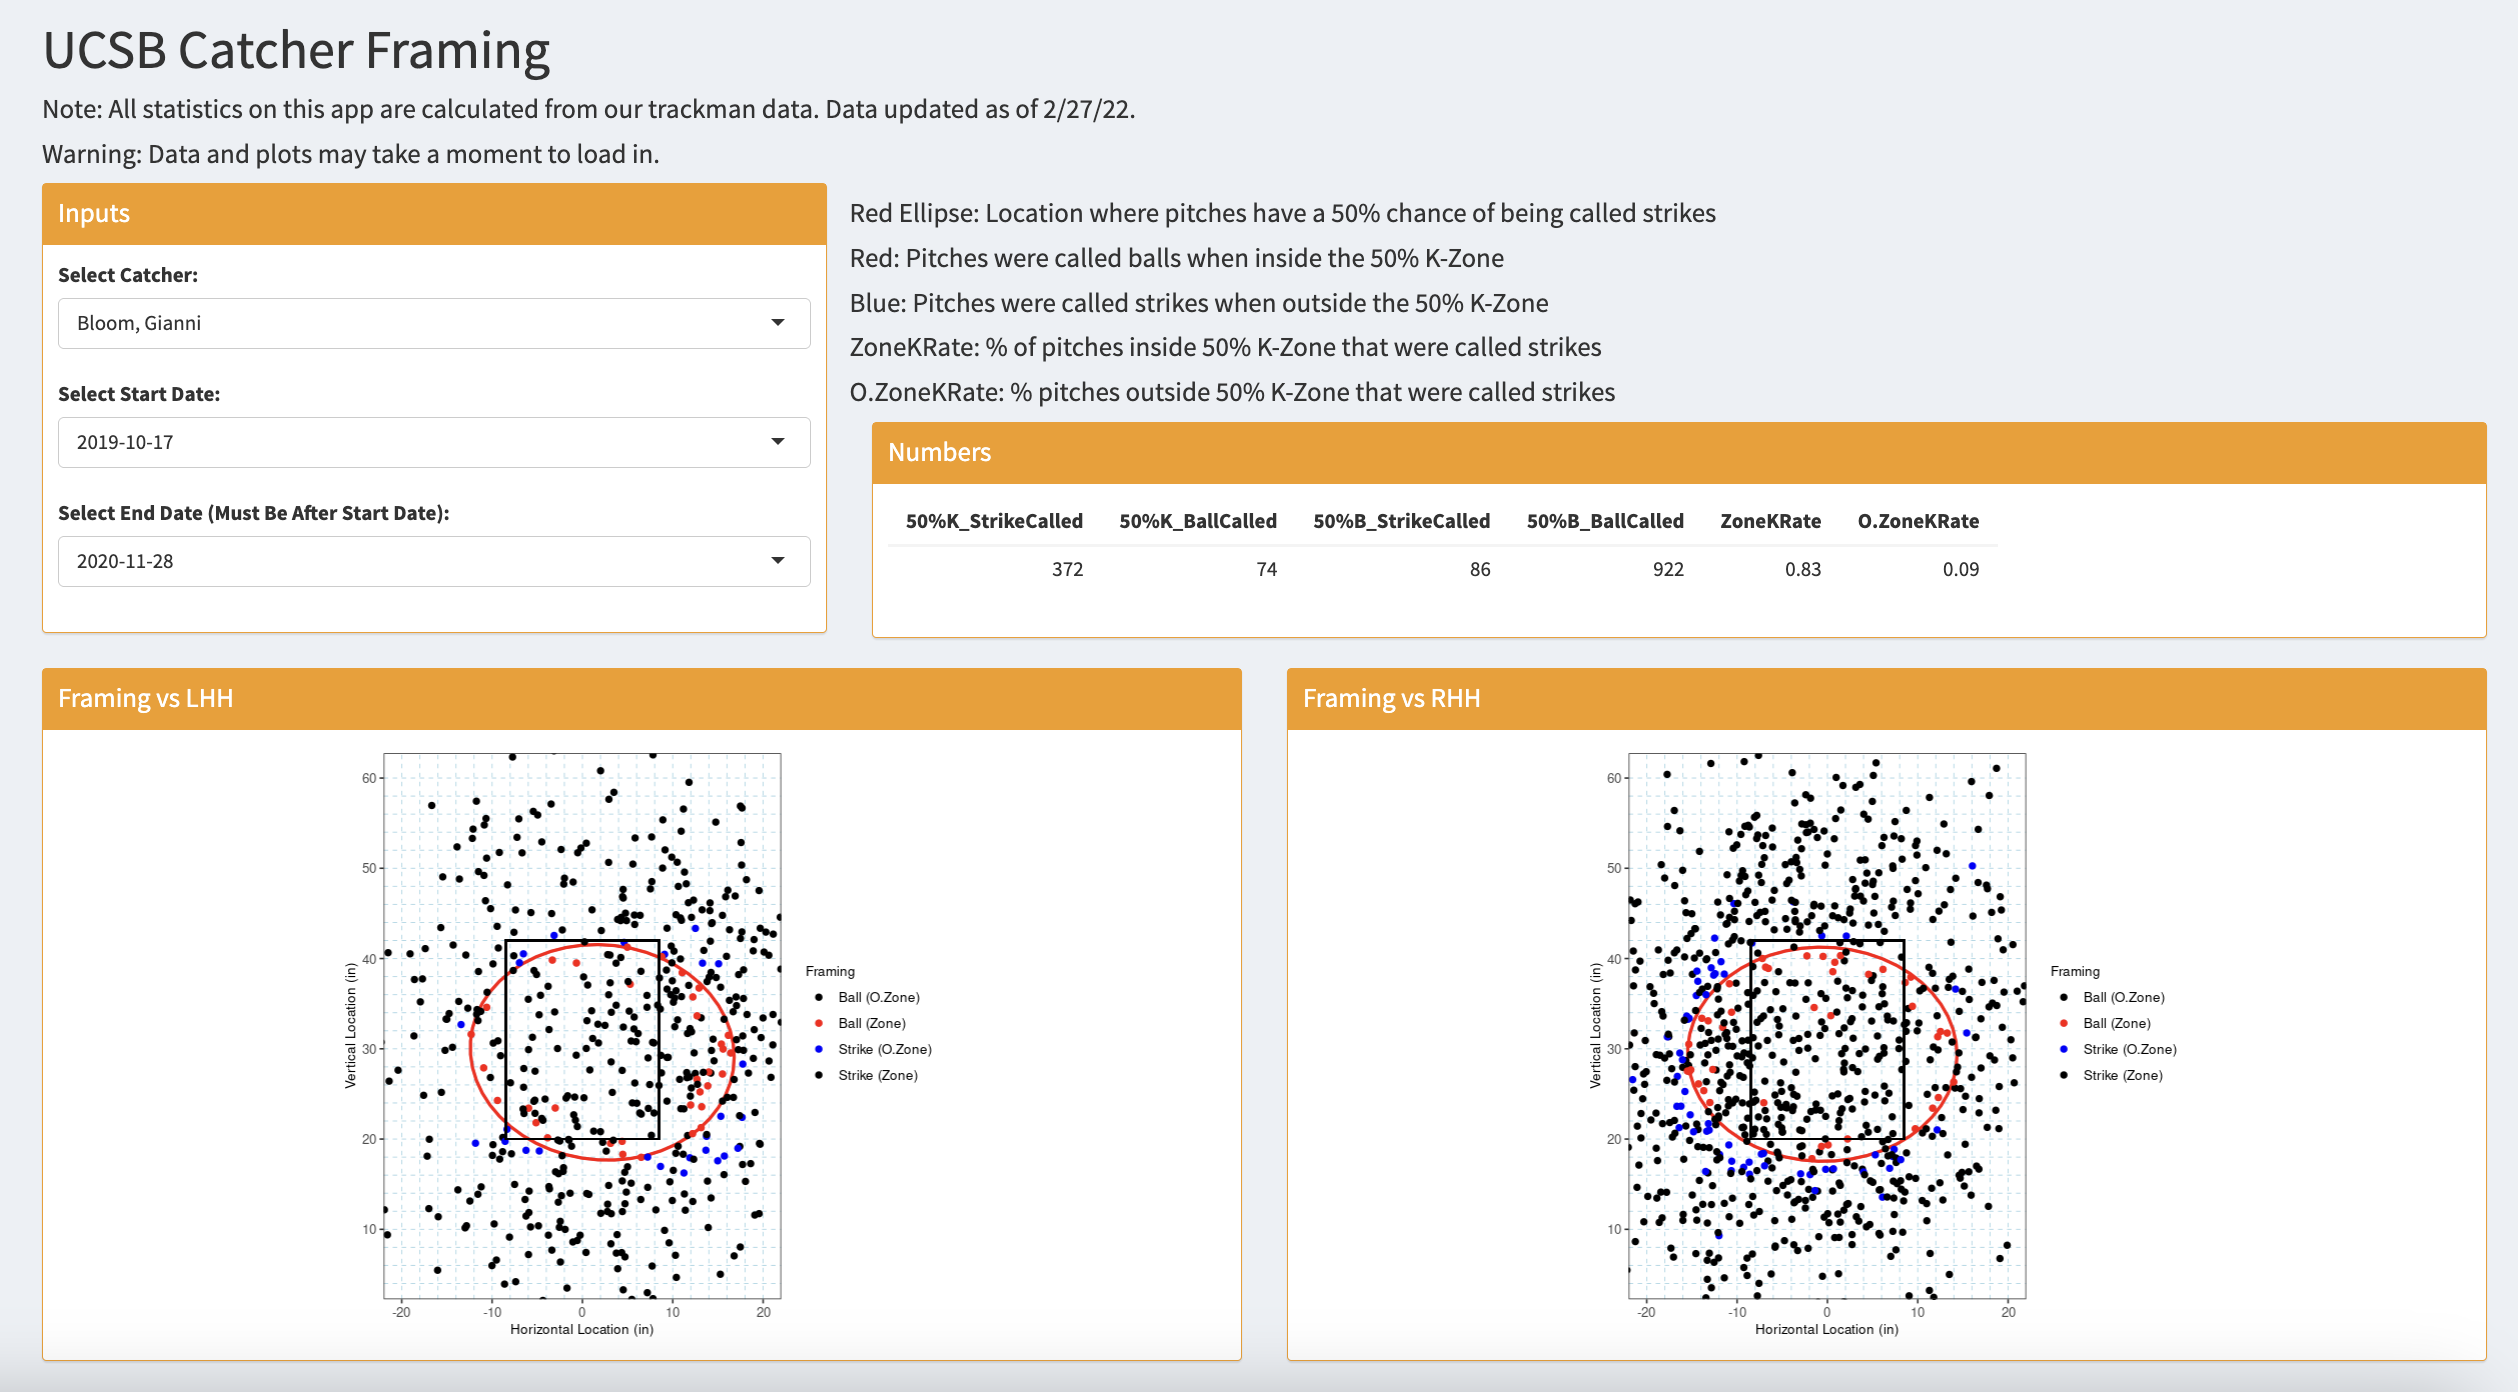 UCSB Catcher Framing
Note: All statistics on this app are calculated from our trackman data. Data updated as of 2/27/22.
Warning: Data and plots may take a moment to load in.
Inputs
Select Catcher:
Bloom, Gianni
Select Start Date:
2019-10-17
Select End Date (Must Be After Start Date):
2020-11-28
Red Ellipse: Location where pitches have a 50% chance of being called strikes
Red: Pitches were called balls when inside the 50% K-Zone
Blue: Pitches were called strikes when outside the 50% K-Zone
ZoneKRate: % of pitches inside 50% K-Zone that were called strikes
O.ZoneKRate: % pitches outside 50% K-Zone that were called strikes
Numbers
50%K_StrikeCalled 50%K_BallCalled 50%B_StrikeCalled 50%B_BallCalled ZoneKRate O.ZoneKRate
372 74 86 922 0.83 0.09
Framing vs LHH
60
50
40
30
20
10
Vertical Location (in)
-20 -10 0 10 20
Horizontal Location (in)
Framing
Ball (O.Zone)
Ball (Zone)
Strike (O.Zone)
Strike (Zone)
Framing vs RHH
60
50
40
30
20
10
Vertical Location (in)
-20 -10 0 10 20
Horizontal Location (in)
Framing
Ball (O.Zone)
Ball (Zone)
Strike (O.Zone)
Strike (Zone)